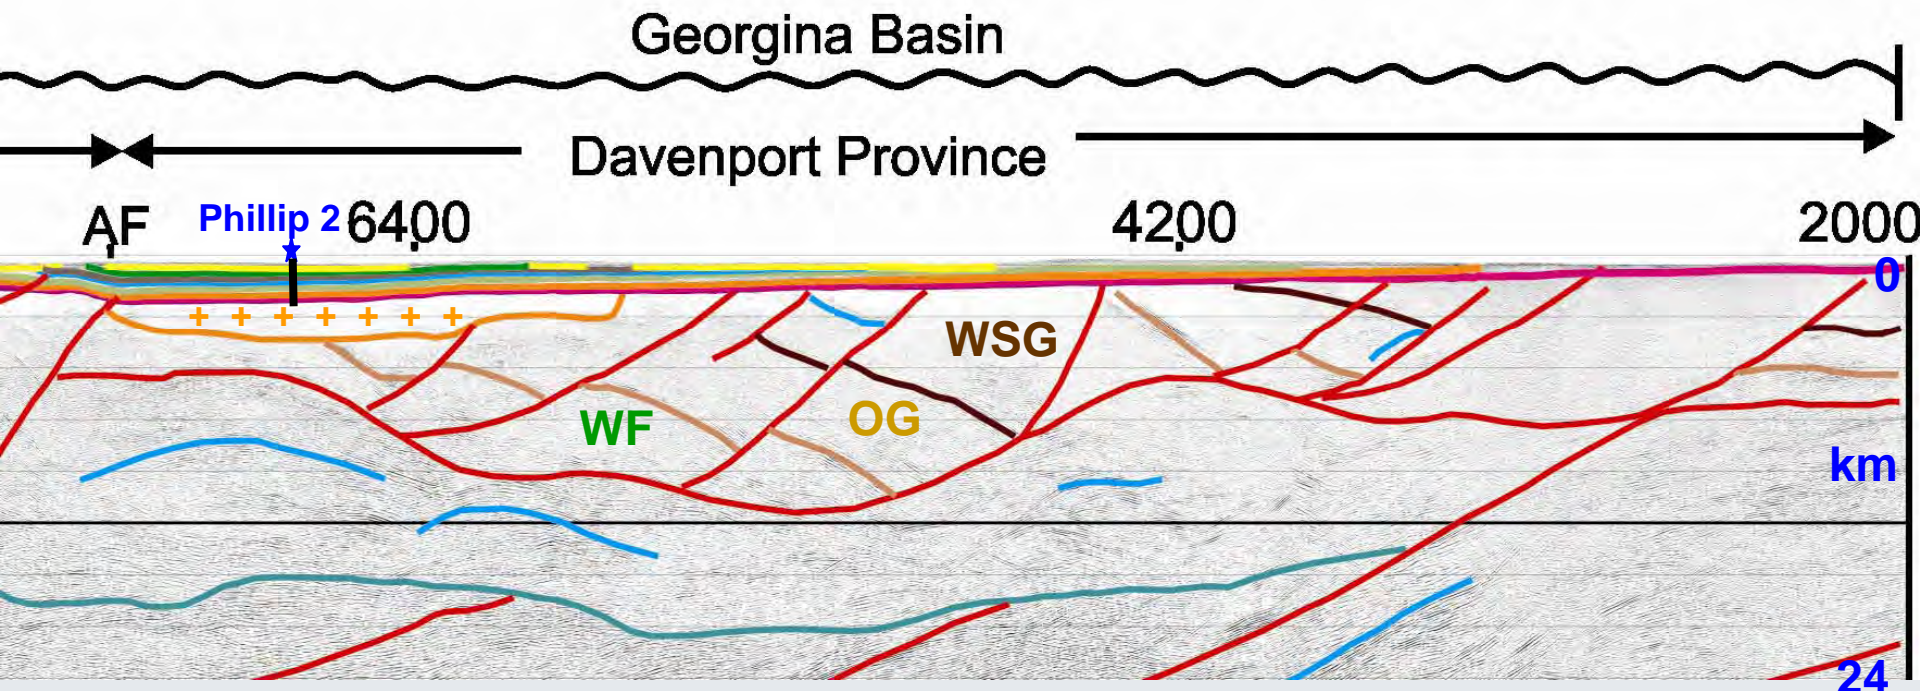 Georgina Basin
Davenport Province
AF Phillip 2 6400 4200 2000
0
WSG
OG
WF
km
24